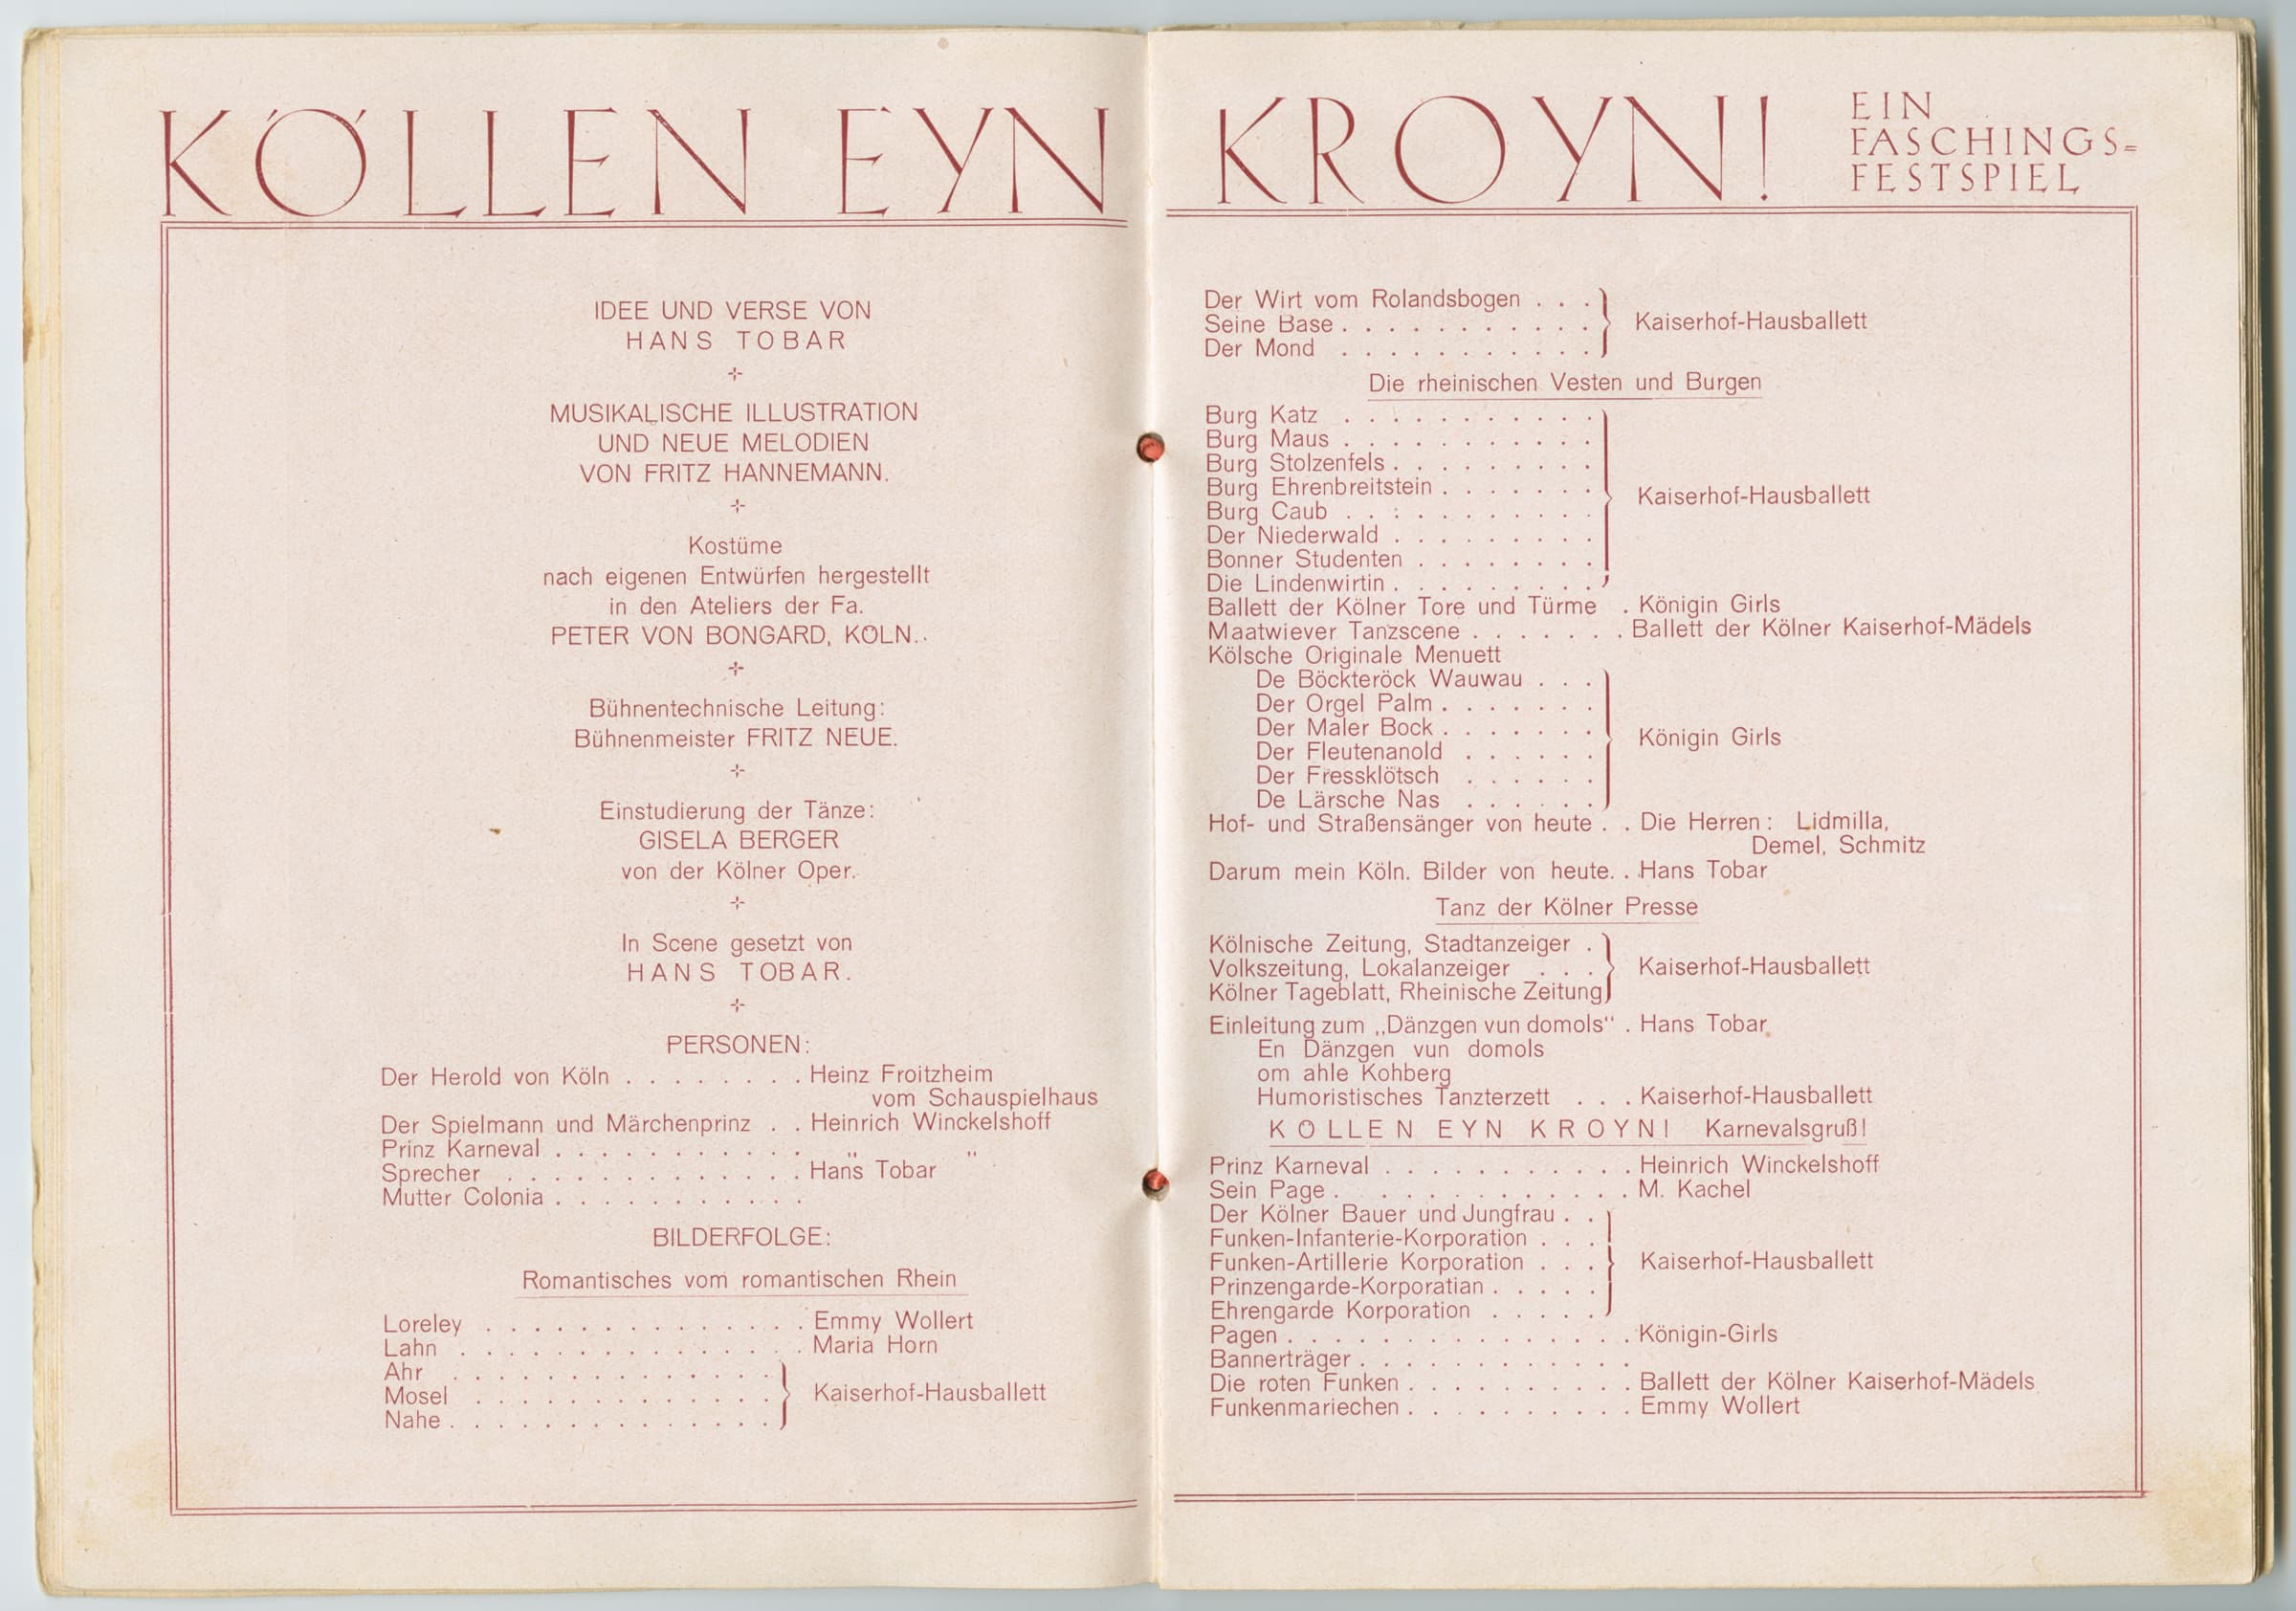 KÖLLEN EYN KROYN!
EIN
FASCHINGS=
FESTSPIEL
IDEE UND VERSE VON
HANS TOBAR
MUSIKALISCHE ILLUSTRATION
UND NEUE MELODIEN
VON FRITZ HANNEMANN.
Kostüme
nach eigenen Entwürfen hergestellt
in den Ateliers der Fa.
PETER VON BONGARD, KÖLN..
Bühnentechnische Leitung:
Bühnenmeister FRITZ NEUE.
Einstudierung der Tänze:
GISELA BERGER
von der Kölner Oper.
In Scene gesetzt von
HANS TOBAR.
PERSONEN:
Der Herold von Köln . . . . . . . . Heinz Froitzheim
vom Schauspielhaus
Der Spielmann und Märchenprinz . . Heinrich Winckelshoff
Prinz Karneval . . . . . . . . . . . " "
Sprecher . . . . . . . . . . . . . Hans Tobar
Mutter Colonia . . . . . . . . . . .
BILDERFOLGE:
Romantisches vom romantischen Rhein
Loreley . . . . . . . . . . . . . . Emmy Wollert
Lahn . . . . . . . . . . . . . . . Maria Horn
Ahr . . . . . . . . . . . . . .
Mosel . . . . . . . . . . . . . } Kaiserhof-Hausballett
Nahe . . . . . . . . . . . . . .
Der Wirt vom Rolandsbogen . . .
Seine Base . . . . . . . . . . . } Kaiserhof-Hausballett
Der Mond . . . . . . . . . . .
Die rheinischen Vesten und Burgen
Burg Katz . . . . . . . . . . .
Burg Maus . . . . . . . . . . .
Burg Stolzenfels . . . . . . . . .
Burg Ehrenbreitstein . . . . . . . } Kaiserhof-Hausballett
Burg Caub . . . . . . . . . . .
Der Niederwald . . . . . . . . .
Bonner Studenten . . . . . . . .
Die Lindenwirtin . . . . . . . . .
Ballett der Kölner Tore und Türme . Königin Girls
Maatwiever Tanzscene . . . . . . . Ballett der Kölner Kaiserhof-Mädels
Kölsche Originale Menuett
De Böckteröck Wauwau . . .
Der Orgel Palm . . . . . . .
Der Maler Bock . . . . . . . } Königin Girls
Der Fleutenanold . . . . . .
Der Fressklötsch . . . . . .
De Lärsche Nas . . . . . .
Hof- und Straßensänger von heute . . Die Herren: Lidmilla,
Demel, Schmitz
Darum mein Köln. Bilder von heute. . Hans Tobar
Tanz der Kölner Presse
Kölnische Zeitung, Stadtanzeiger .
Volkszeitung, Lokalanzeiger . . . } Kaiserhof-Hausballett
Kölner Tageblatt, Rheinische Zeitung
Einleitung zum „Dänzgen vun domols“ . Hans Tobar
En Dänzgen vun domols
om ahle Kohberg
Humoristisches Tanzterzett . . . Kaiserhof-Hausballett
KÖLLEN EYN KROYN! Karnevalsgruß!
Prinz Karneval . . . . . . . . . . . Heinrich Winckelshoff
Sein Page . . . . . . . . . . . . M. Kachel
Der Kölner Bauer und Jungfrau . .
Funken-Infanterie-Korporation . . .
Funken-Artillerie Korporation . . . } Kaiserhof-Hausballett
Prinzengarde-Korporatian . . . . .
Ehrengarde Korporation . . . . .
Pagen . . . . . . . . . . . . . . . Königin-Girls
Bannerträger . . . . . . . . . . . .
Die roten Funken . . . . . . . . . . Ballett der Kölner Kaiserhof-Mädels
Funkenmariechen . . . . . . . . . . Emmy Wollert